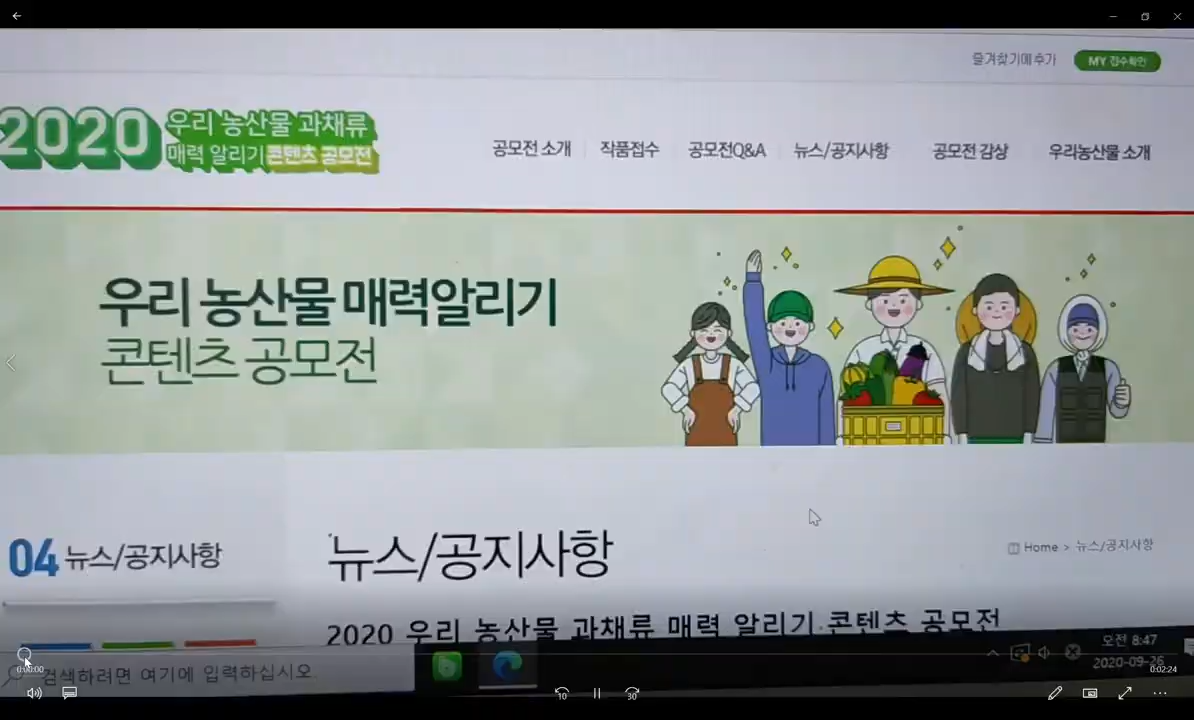 즐겨찾기에 추가
MY 접수확인
2020 우리 농산물 과채류
매력 알리기 콘텐츠 공모전
공모전 소개 작품접수 공모전Q&A 뉴스/공지사항 공모전 감상 우리농산물 소개
우리 농산물 매력알리기
콘텐츠 공모전
04 뉴스/공지사항
뉴스/공지사항
Home > 뉴스/공지사항
2020 우리 농산물 과채류 매력 알리기 콘텐츠 공모전
검색하려면 여기에 입력하십시오.
오전 8:47
2020-09-26
0:00:00
0:02:24
10
30